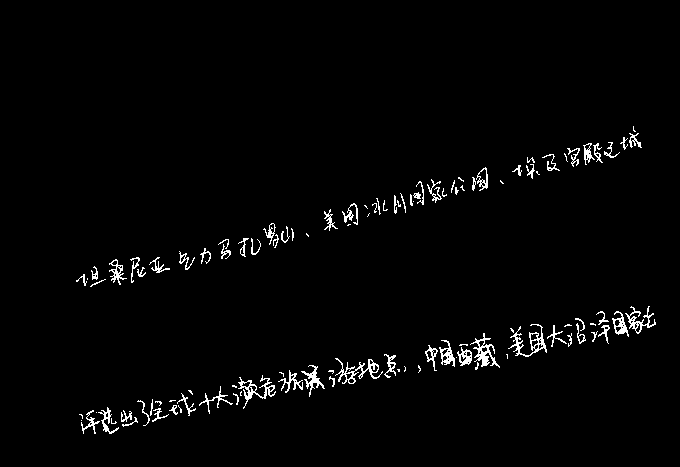 坦桑尼亚乞力马扎罗山、美国冰川国家公园、埃及宫殿之城
评选出了全球十大濒危旅游地点，中国西藏，美国大沼泽国家土